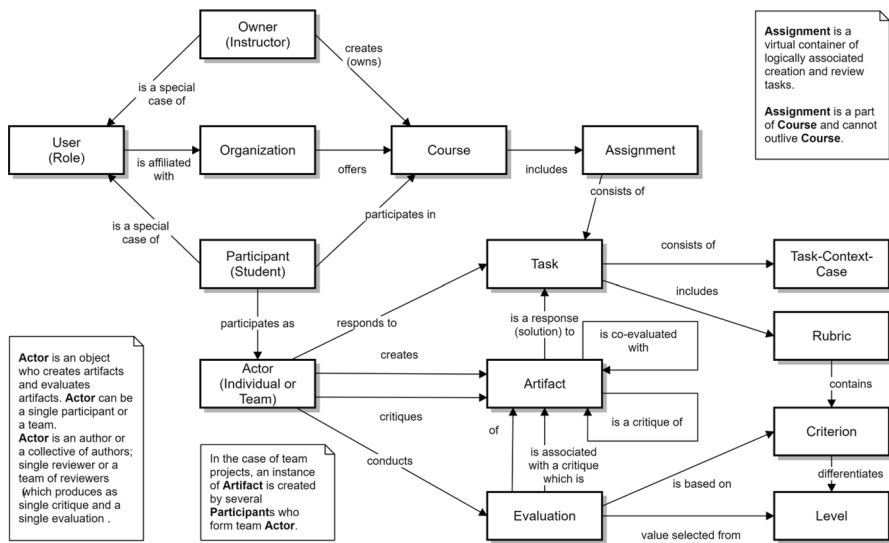 Owner
(Instructor)
creates
(owns)
is a special
case of
User
(Role)
is affiliated
with
Organization
offers
Course
includes
Assignment
Assignment is a
virtual container of
logically associated
creation and review
tasks.
Assignment is a part
of Course and cannot
outlive Course.
is a special
case of
participates in
consists of
Participant
(Student)
Task
consists of
Task-Context-
Case
includes
participates as
responds to
is a response
(solution) to
is co-evaluated
with
Rubric
Actor is an object
who creates artifacts
and evaluates
artifacts. Actor can be
a single participant or
a team.
Actor is an author or
a collective of authors;
single reviewer or a
team of reviewers
(which produces as
single critique and a
single evaluation .
Actor
(Individual or
Team)
creates
critiques
Artifact
contains
is a critique of
of
is associated
with a critique
which is
Criterion
conducts
In the case of team
projects, an instance
of Artifact is created
by several
Participants who
form team Actor.
is based on
differentiates
Evaluation
value selected from
Level